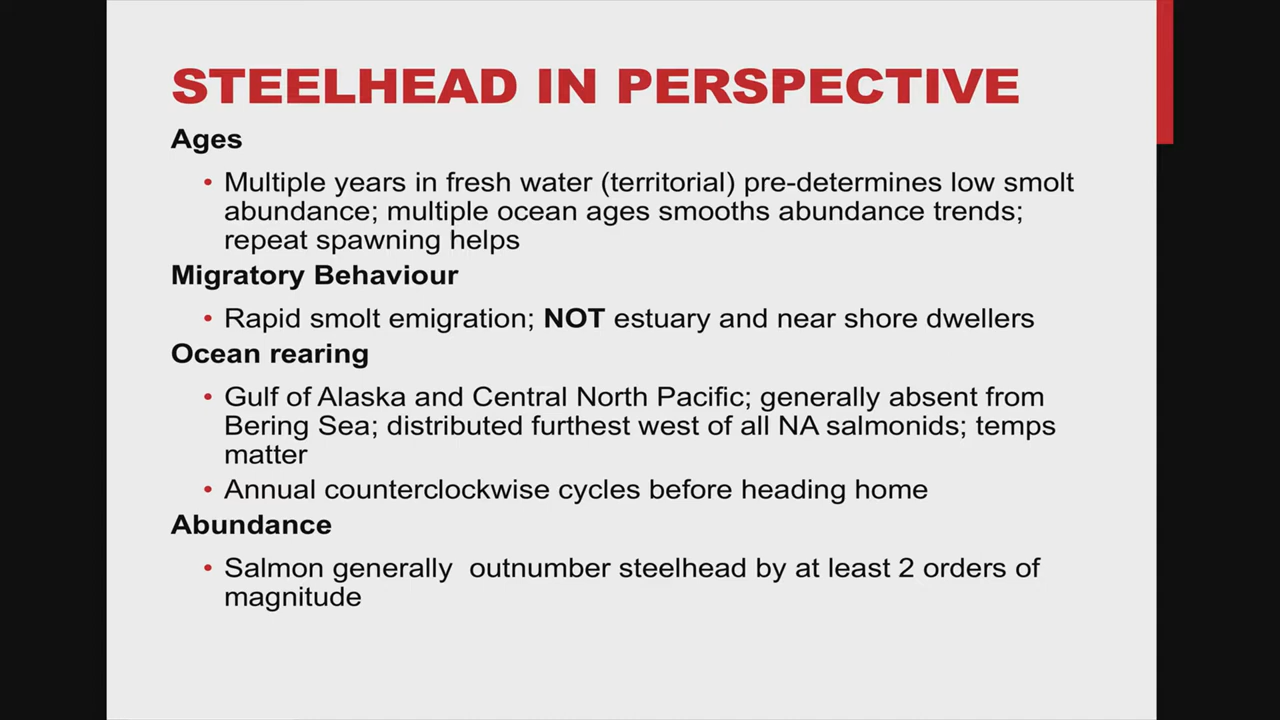 STEELHEAD IN PERSPECTIVE
Ages
• Multiple years in fresh water (territorial) pre-determines low smolt
abundance; multiple ocean ages smooths abundance trends;
repeat spawning helps
Migratory Behaviour
• Rapid smolt emigration; NOT estuary and near shore dwellers
Ocean rearing
• Gulf of Alaska and Central North Pacific; generally absent from
Bering Sea; distributed furthest west of all NA salmonids; temps
matter
• Annual counterclockwise cycles before heading home
Abundance
• Salmon generally  outnumber steelhead by at least 2 orders of
magnitude